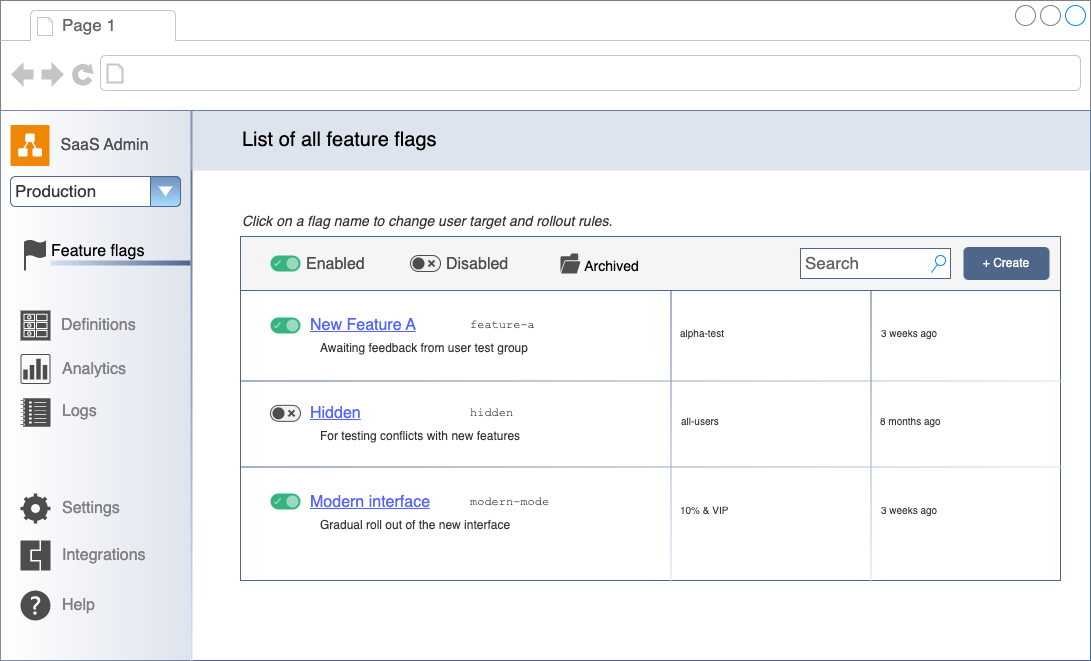 Page 1
SaaS Admin
List of all feature flags
Production
Click on a flag name to change user target and rollout rules.
Feature flags
Enabled
Disabled
Archived
Search
+ Create
Definitions
Analytics
Logs
Settings
Integrations
Help
New Feature A
feature-a
Awaiting feedback from user test group
alpha-test
3 weeks ago
Hidden
hidden
For testing conflicts with new features
all-users
8 months ago
Modern interface
modern-mode
Gradual roll out of the new interface
10% & VIP
3 weeks ago